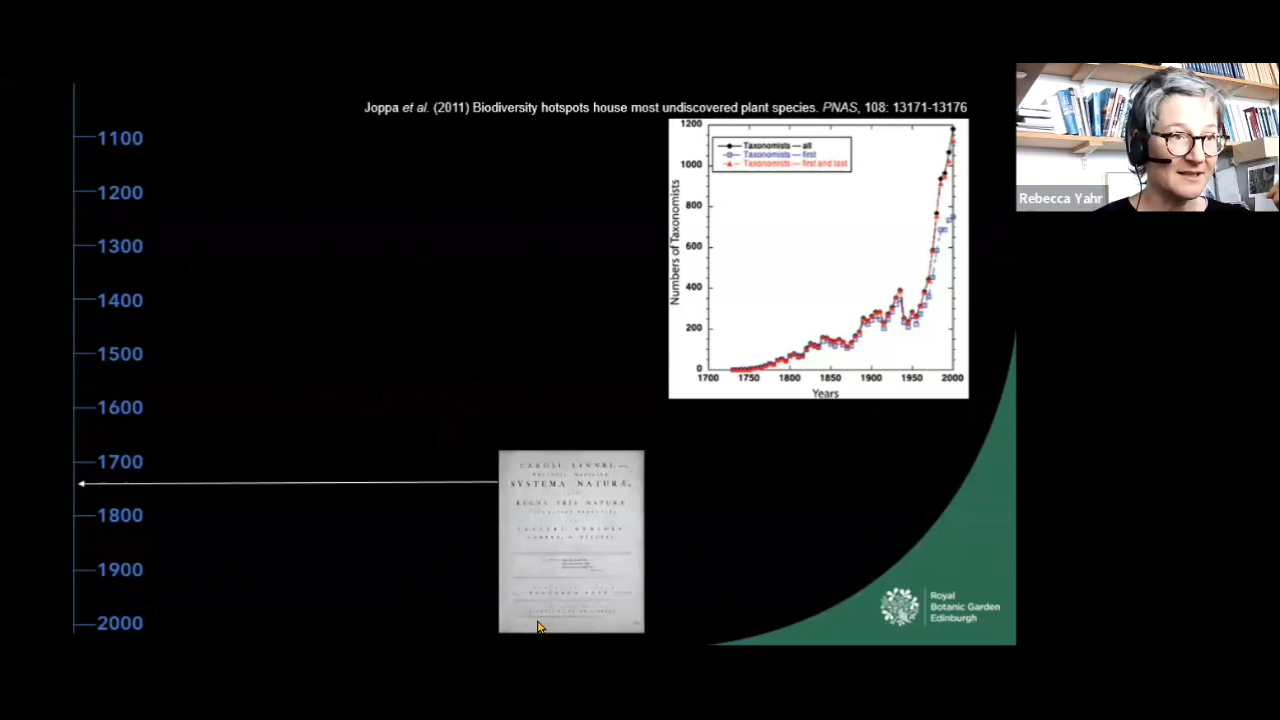 Joppa et al. (2011) Biodiversity hotspots house most undiscovered plant species. PNAS, 108: 13171-13176
1100
1200
1300
1400
1500
1600
1700
1800
1900
2000
Numbers of Taxonomists
1200
1000
800
600
400
200
0
Taxonomists — all
Taxonomists — first
Taxonomists — first and last
1700
1750
1800
1850
1900
1950
2000
Years
SYSTEMA NATURÆ,
Royal
Botanic Garden
Edinburgh
Rebecca Yahr